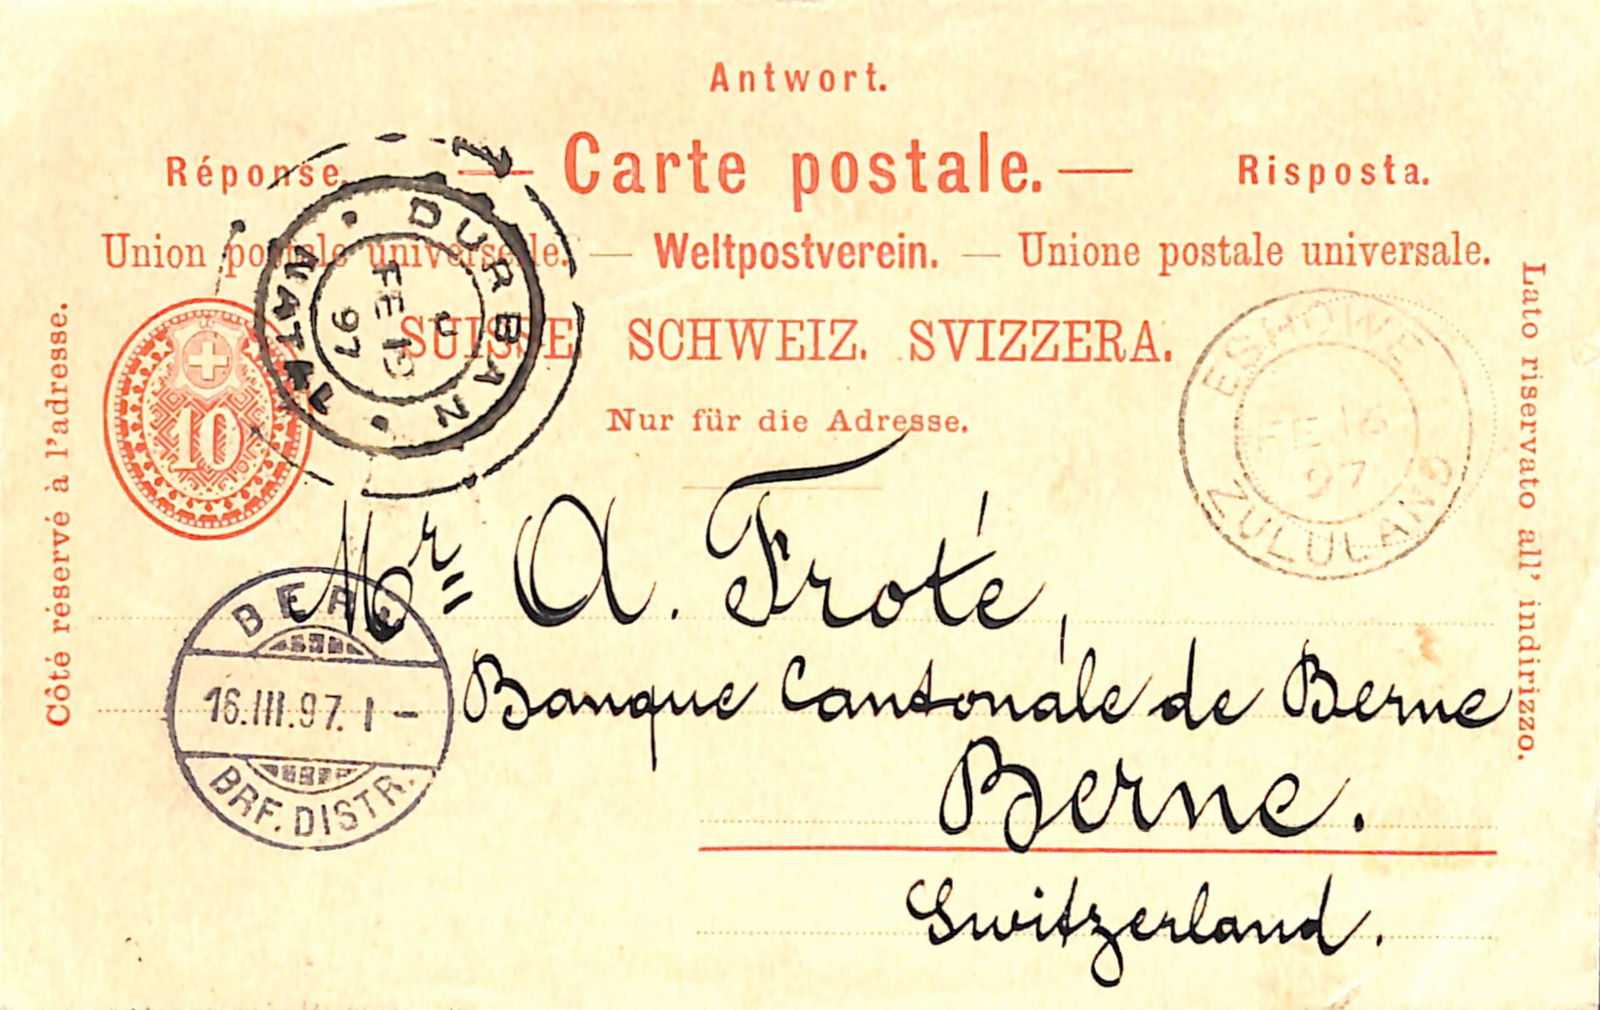 Antwort.
Réponse. — Carte postale. — Risposta.
Union postale universelle. — Weltpostverein. — Unione postale universale.
SUISSE. SCHWEIZ. SVIZZERA.
Nur für die Adresse.
Côté réservé à l'adresse.
Lato riservato all' indirizzo.
10
DURBAN
FE
97
NATAL
ESHOWE
FE 16
97
ZULULAND
Mr A. Froté,
Banque Cantonale de Berne
Berne.
Switzerland.
BERN
16.III.97. I –
BRF. DISTR.